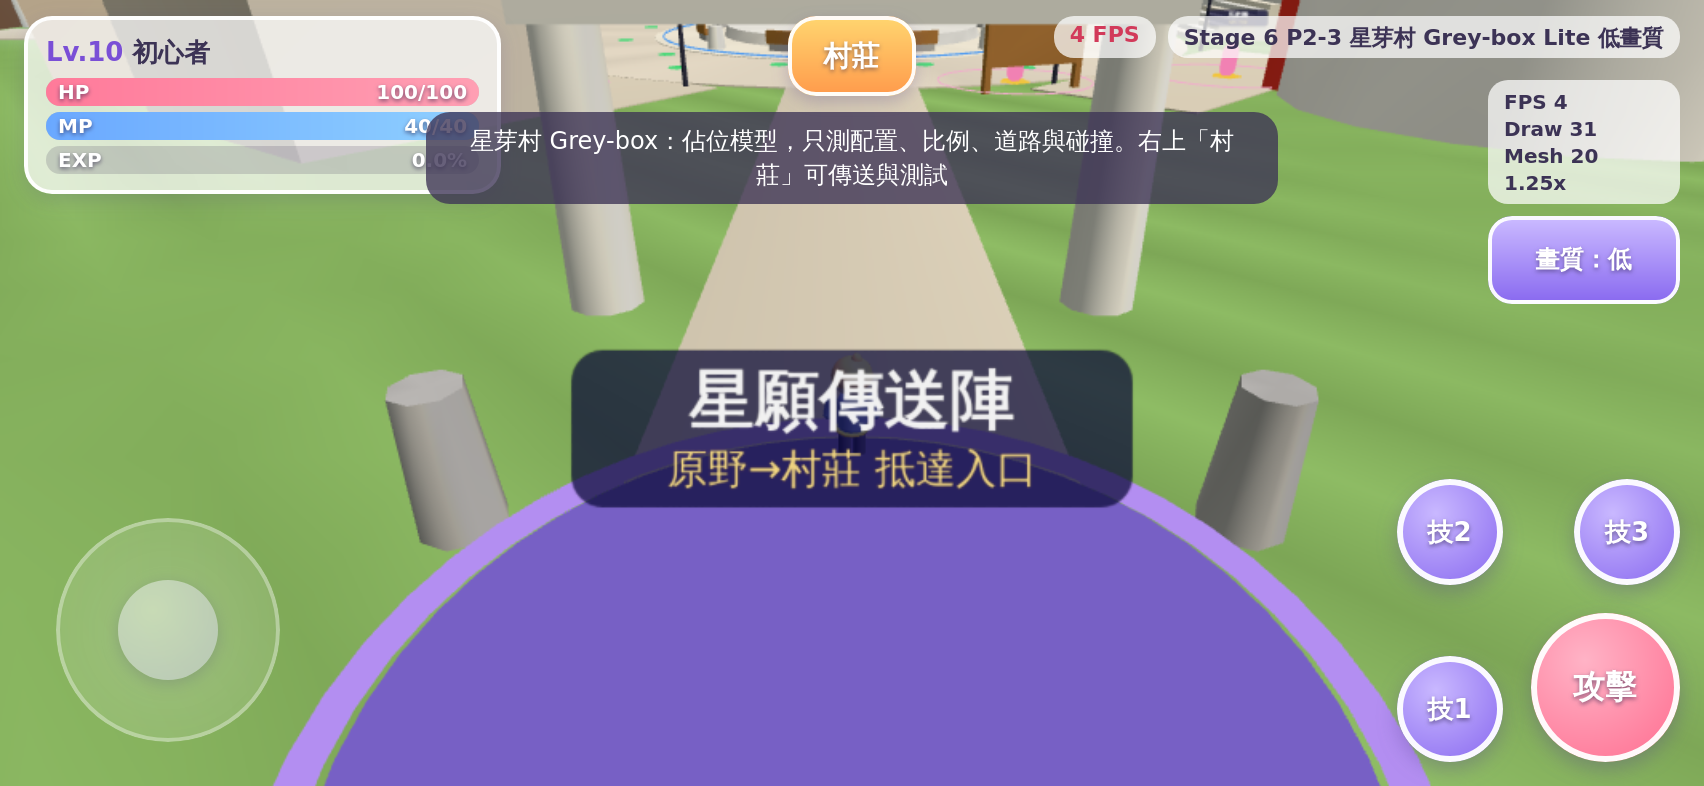 Lv.10 初心者
HP 100/100
MP 40/40
EXP 0.0%
村莊
4 FPS
Stage 6 P2-3 星芽村 Grey-box Lite 低畫質
星芽村 Grey-box：佔位模型，只測配置、比例、道路與碰撞。右上「村
莊」可傳送與測試
FPS 4
Draw 31
Mesh 20
1.25x
畫質：低
星願傳送陣
原野→村莊 抵達入口
技2
技3
技1
攻擊